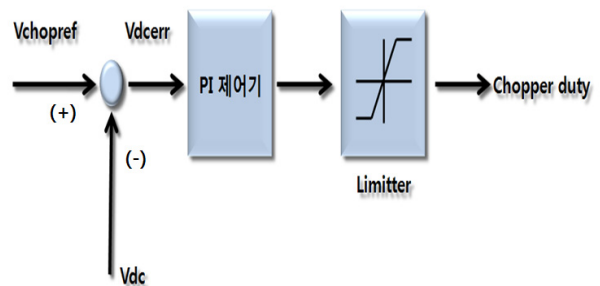 Vchopref
Vdcerr
(+)
(-)
PI 제어기
Limitter
Chopper duty
Vdc